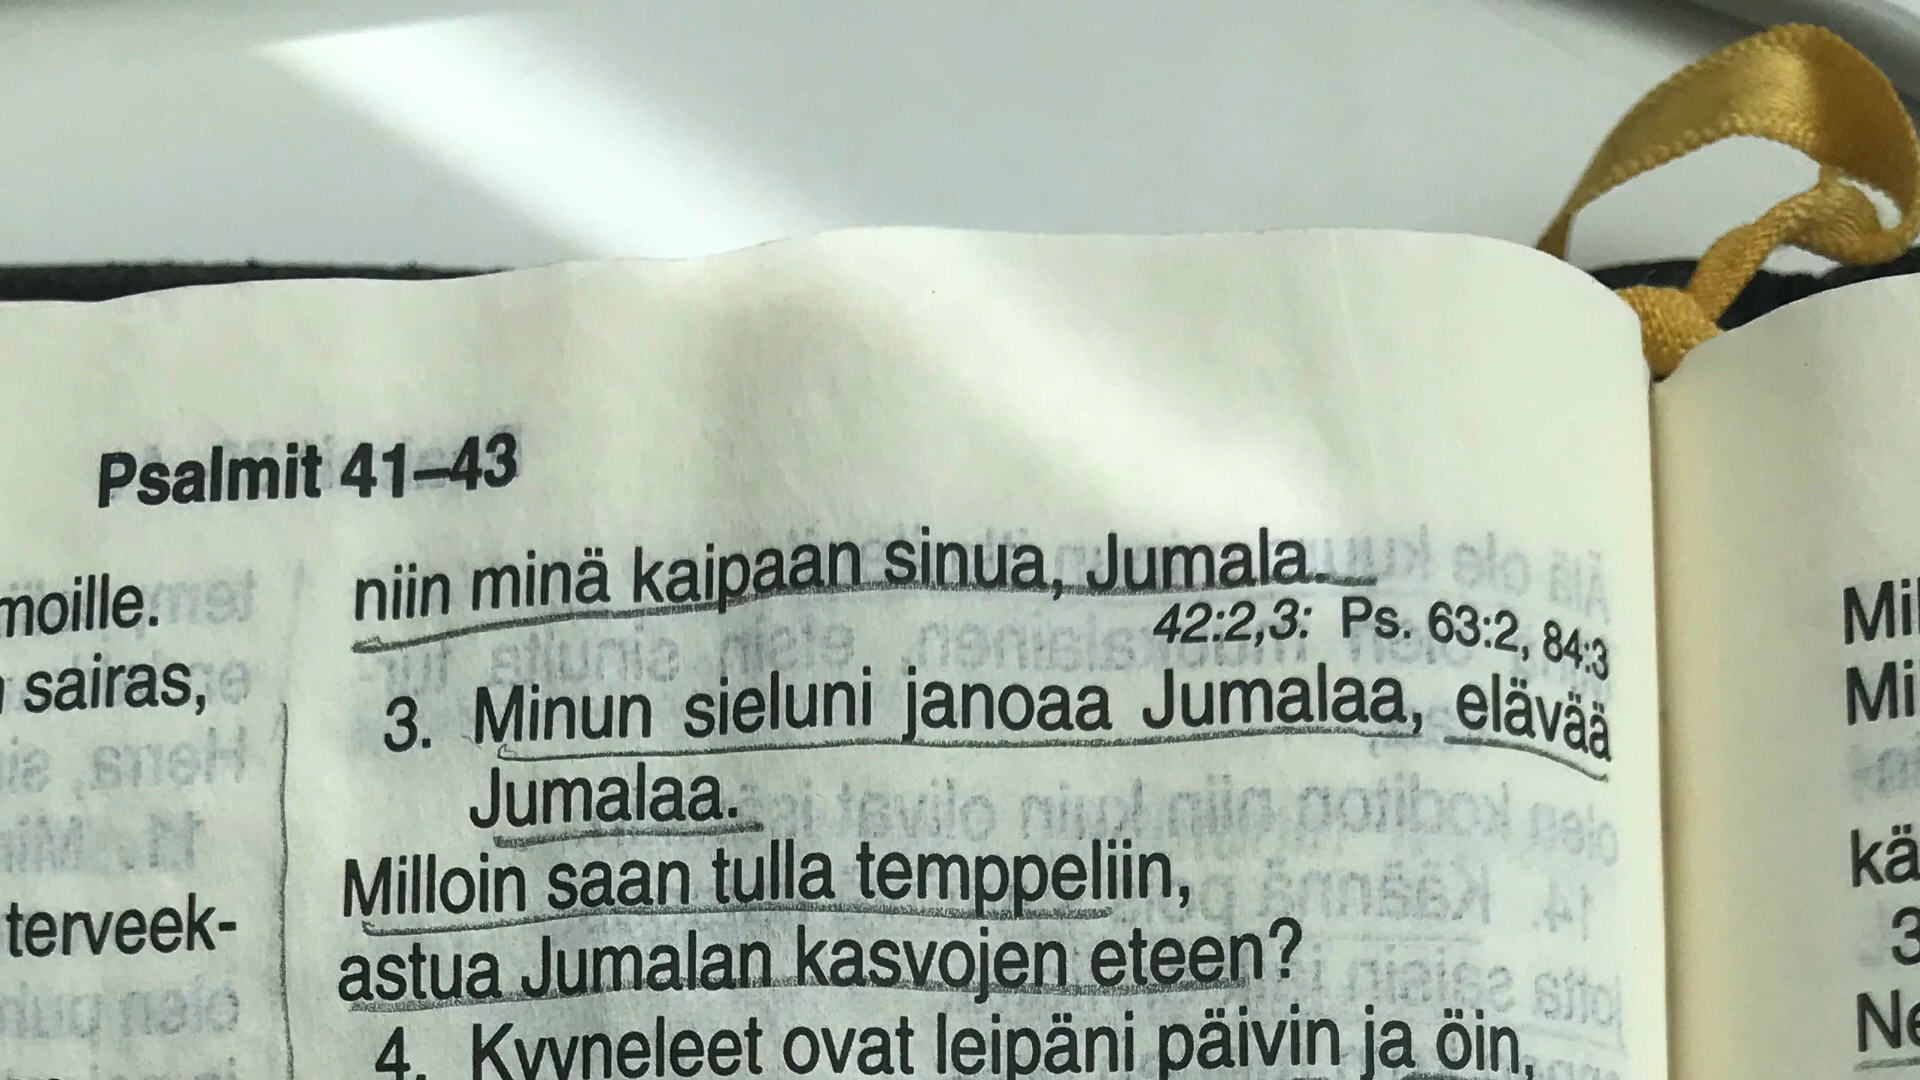 Psalmit 41–43
moille.
sairas,
terveek-
niin minä kaipaan sinua, Jumala.
42:2,3: Ps. 63:2, 84:3
3. Minun sieluni janoaa Jumalaa, elävää
Jumalaa.
Milloin saan tulla temppeliin,
astua Jumalan kasvojen eteen?
4. Kyyneleet ovat leipäni päivin ja öin,
Mi
kä
3
Ne